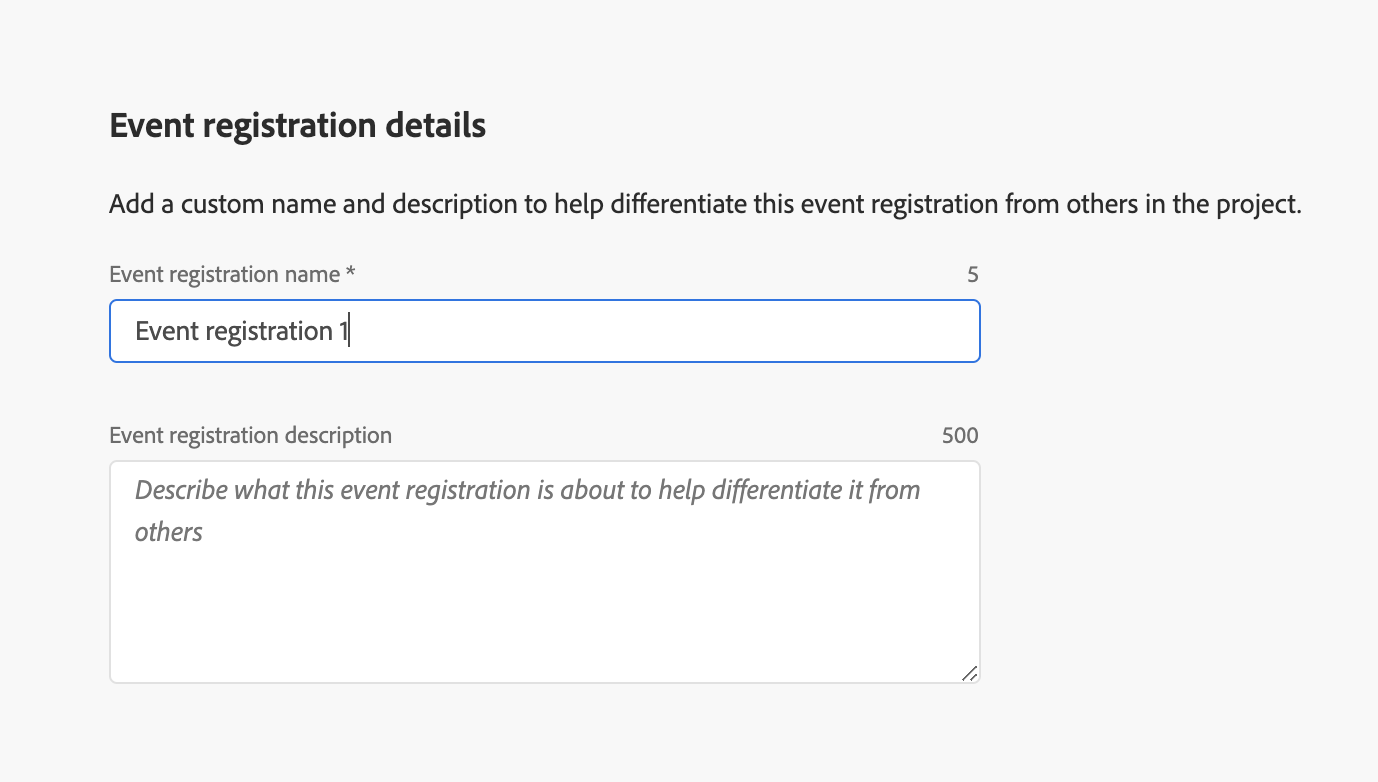 Event registration details
Add a custom name and description to help differentiate this event registration from others in the project.
Event registration name *
5
Event registration 1
Event registration description
500
Describe what this event registration is about to help differentiate it from
others